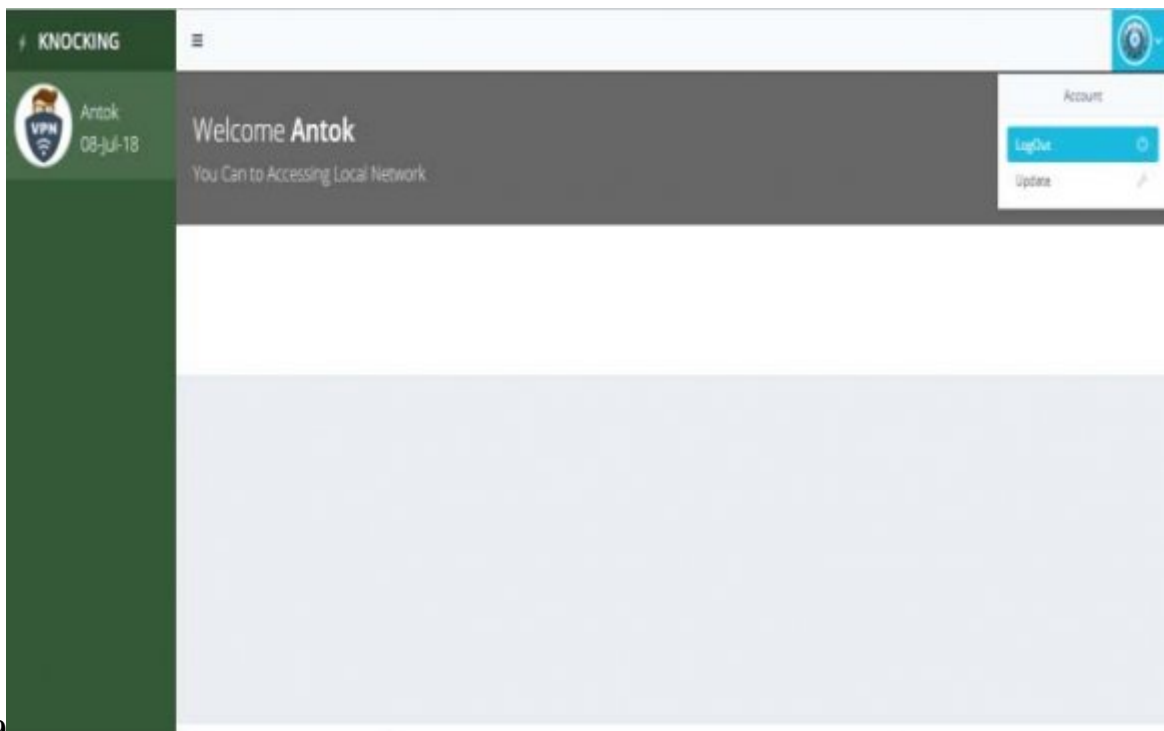 KNOCKING
VPN
Antok
08-Jul-18
Welcome Antok
You Can to Accessing Local Network
Account
LogOut
Update